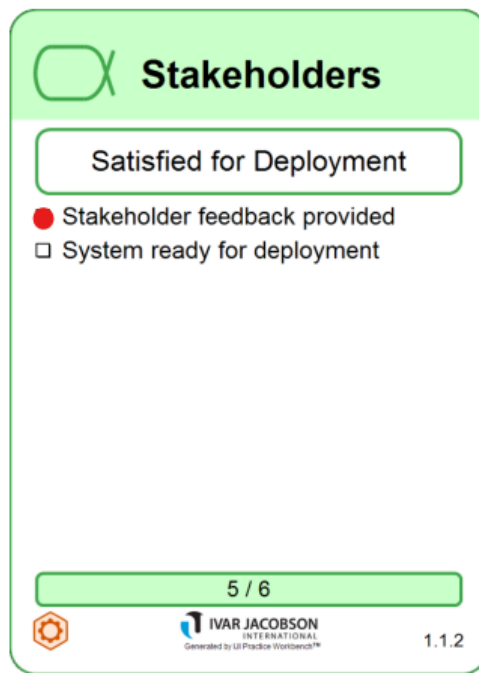 Stakeholders
Satisfied for Deployment
Stakeholder feedback provided
System ready for deployment
5 / 6
IVAR JACOBSON
INTERNATIONAL
Generated by IJI Practice Workbench™
1.1.2